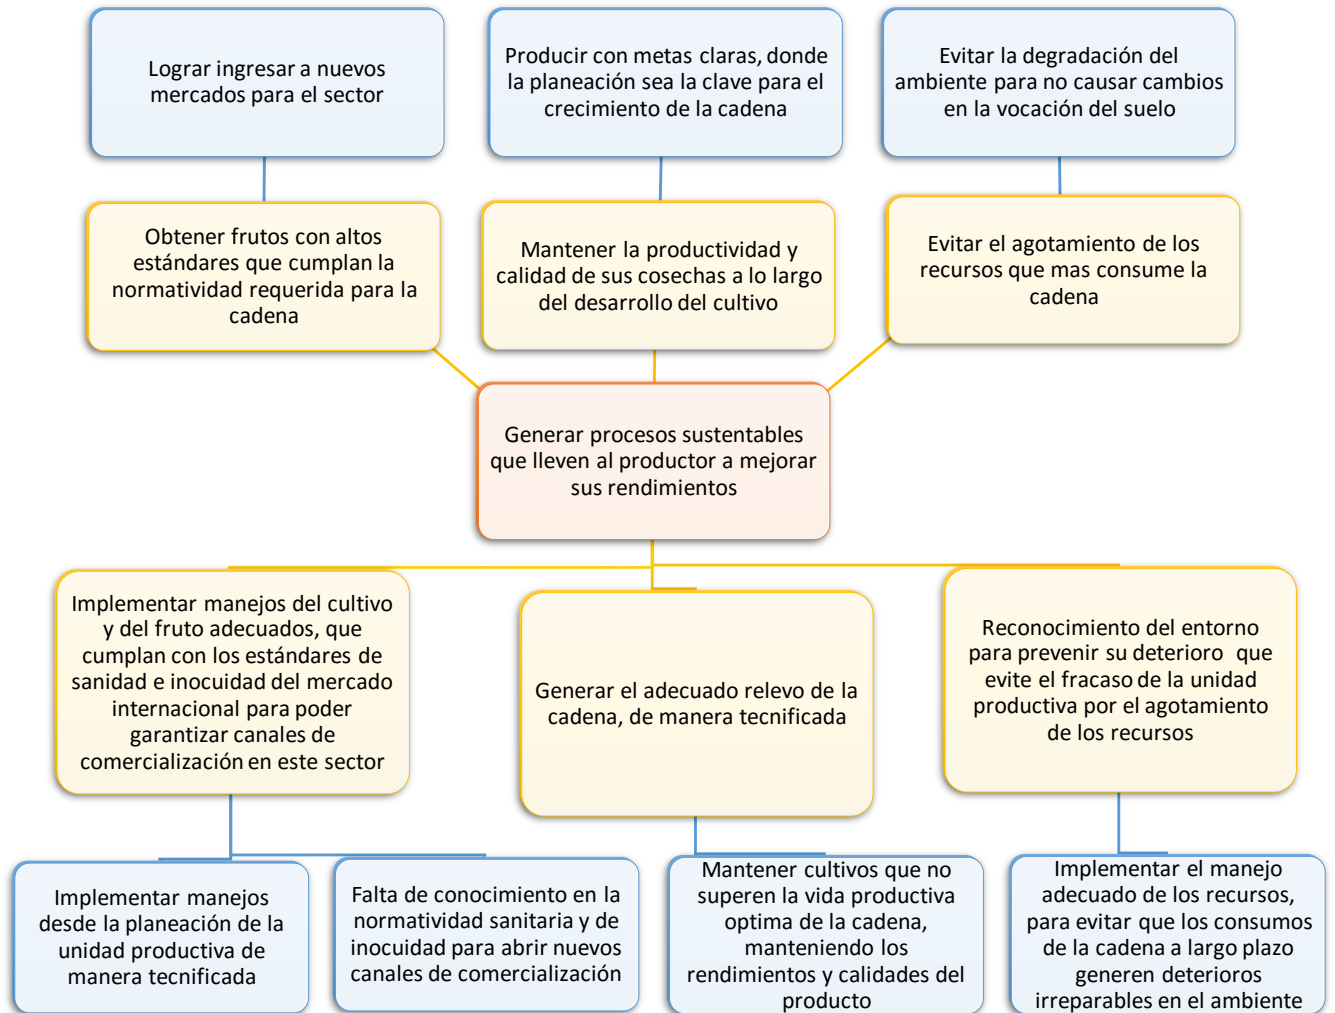 Lograr ingresar a nuevos
mercados para el sector
Producir con metas claras, donde
la planeación sea la clave para el
crecimiento de la cadena
Evitar la degradación del
ambiente para no causar cambios
en la vocación del suelo
Obtener frutos con altos
estándares que cumplan la
normatividad requerida para la
cadena
Mantener la productividad y
calidad de sus cosechas a lo largo
del desarrollo del cultivo
Evitar el agotamiento de los
recursos que mas consume la
cadena
Generar procesos sustentables
que lleven al productor a mejorar
sus rendimientos
Implementar manejos del cultivo
y del fruto adecuados, que
cumplan con los estándares de
sanidad e inocuidad del mercado
internacional para poder
garantizar canales de
comercialización en este sector
Generar el adecuado relevo de la
cadena, de manera tecnificada
Reconocimiento del entorno
para prevenir su deterioro que
evite el fracaso de la unidad
productiva por el agotamiento
de los recursos
Implementar manejos
desde la planeación de la
unidad productiva de
manera tecnificada
Falta de conocimiento en la
normatividad sanitaria y de
inocuidad para abrir nuevos
canales de comercialización
Mantener cultivos que no
superen la vida productiva
optima de la cadena,
manteniendo los
rendimientos y calidades del
producto
Implementar el manejo
adecuado de los recursos,
para evitar que los consumos
de la cadena a largo plazo
generen deterioros
irreparables en el ambiente